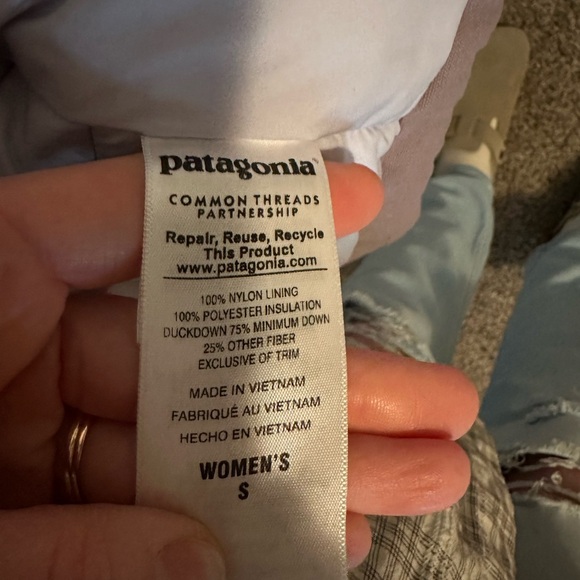 patagonia
COMMON THREADS
PARTNERSHIP
Repair, Reuse, Recycle
This Product
www.patagonia.com
100% NYLON LINING
100% POLYESTER INSULATION
DUCKDOWN 75% MINIMUM DOWN
25% OTHER FIBER
EXCLUSIVE OF TRIM
MADE IN VIETNAM
FABRIQUÉ AU VIETNAM
HECHO EN VIETNAM
WOMEN'S
S